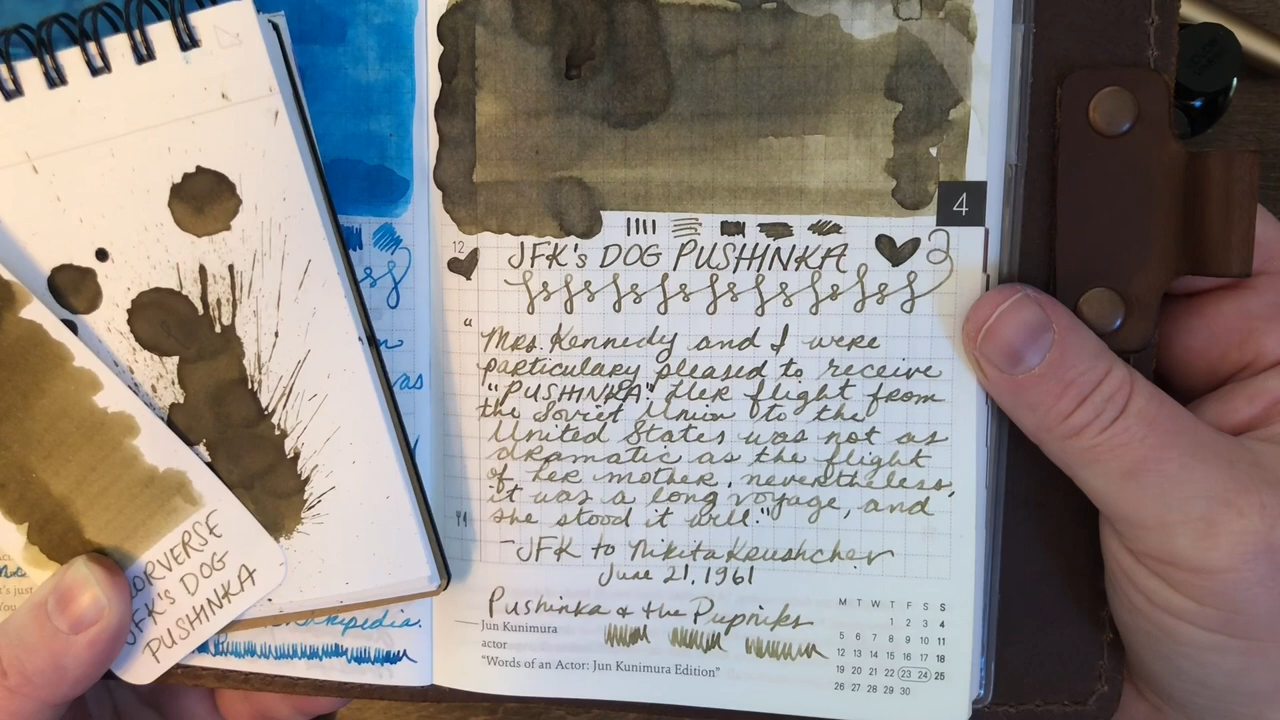 4
12
JFK's DOG PUSHINKA
"Mrs. Kennedy and I were
particulary pleased to receive
"PUSHINKA." Her flight from
the Soviet Union to the
United States was not as
dramatic as the flight
of her mother, nevertheless,
it was a long voyage, and
she stood it well."
-JFK to Nikita Krushchev
June 21, 1961
Pushinka & the Pupniks
Jun Kunimura
actor
"Words of an Actor: Jun Kunimura Edition"
M T W T F S S
1 2 3 4
5 6 7 8 9 10 11
12 13 14 15 16 17 18
19 20 21 22 23 24 25
26 27 28 29 30
ORVERSE
JFK's DOG
PUSHINKA
as
t's just
You